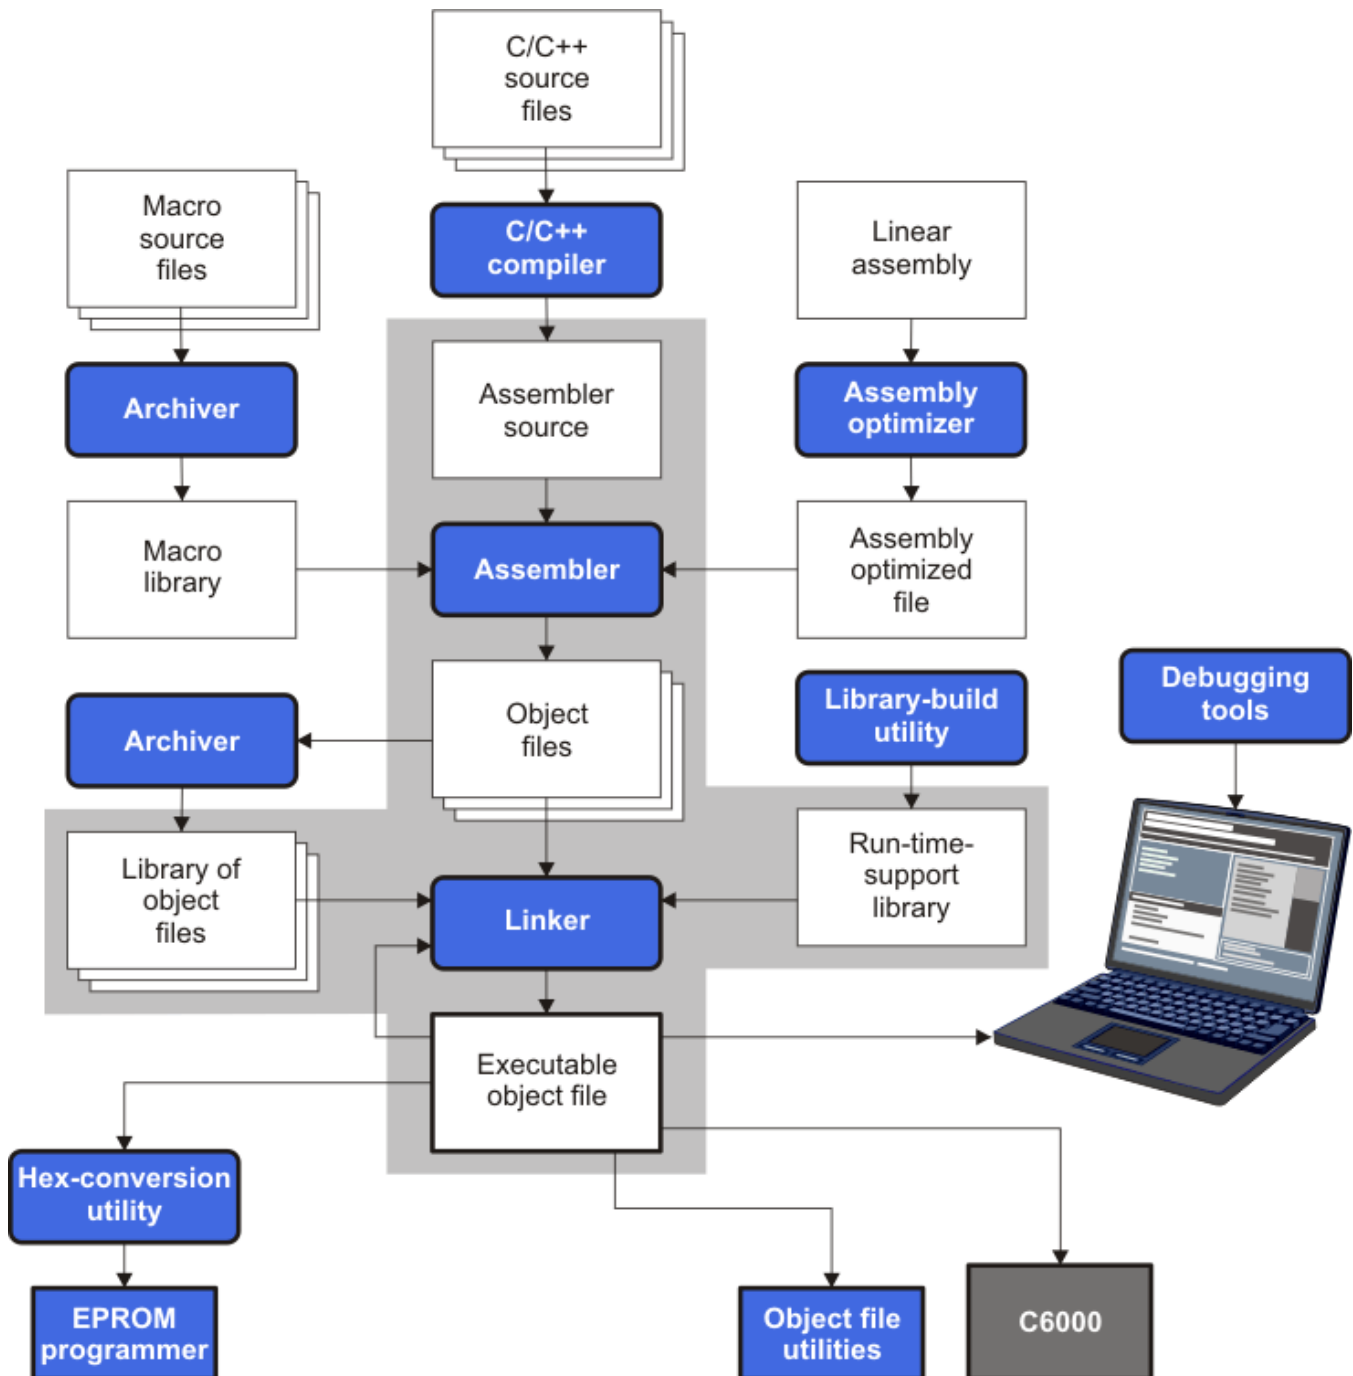 C/C++
source
files
Macro
source
files
C/C++
compiler
Linear
assembly
Archiver
Assembler
source
Assembly
optimizer
Macro
library
Assembler
Assembly
optimized
file
Archiver
Object
files
Library-build
utility
Debugging
tools
Library of
object
files
Linker
Run-time-
support
library
Executable
object file
Hex-conversion
utility
EPROM
programmer
Object file
utilities
C6000